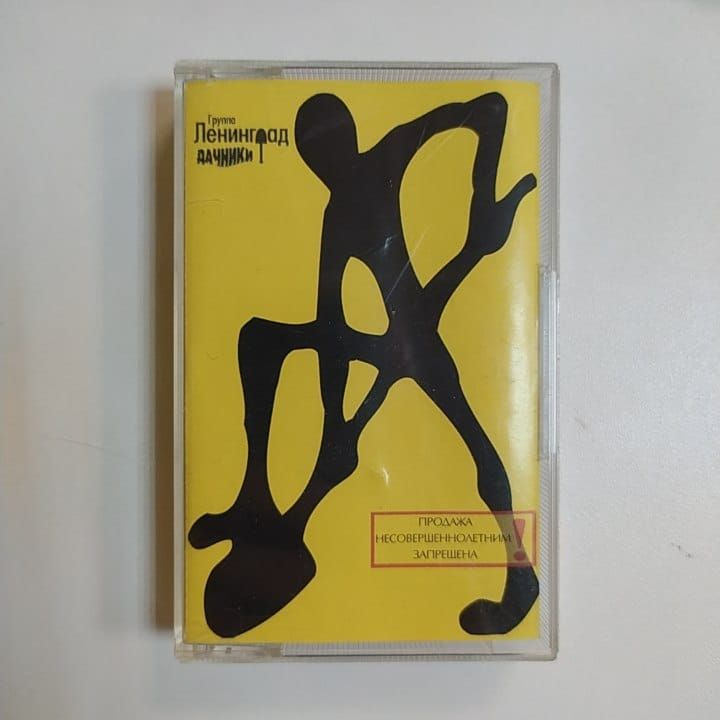 Группа
Ленинград
ДАЧНИКИ
ПРОДАЖА
НЕСОВЕРШЕННОЛЕТНИМ !
ЗАПРЕЩЕНА